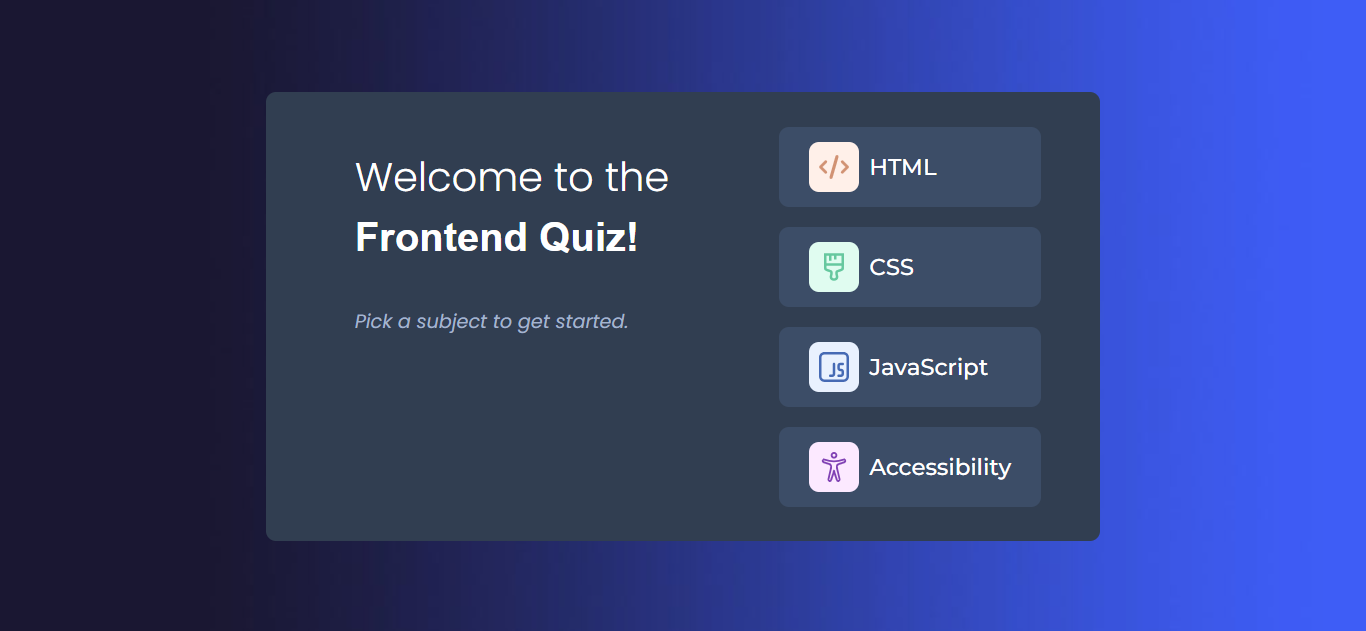 Welcome to the
Frontend Quiz!
Pick a subject to get started.
</> HTML
CSS
JS JavaScript
Accessibility